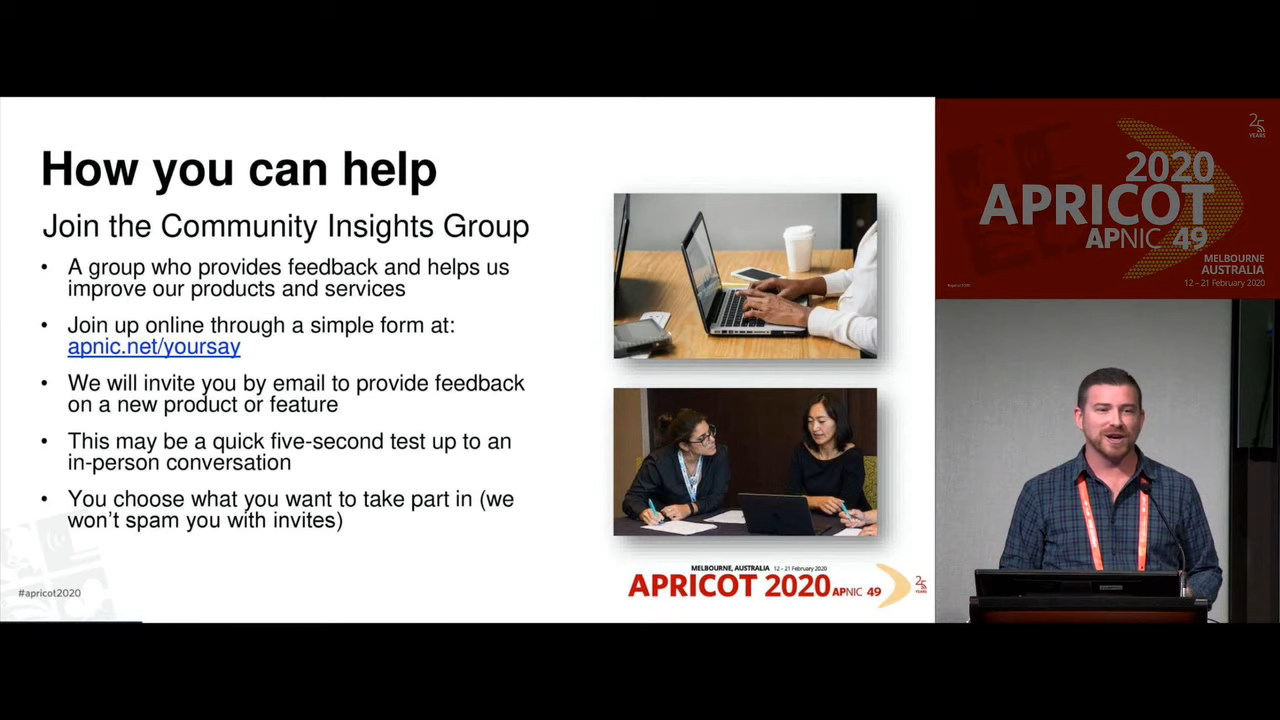 How you can help
Join the Community Insights Group
• A group who provides feedback and helps us
improve our products and services
• Join up online through a simple form at:
apnic.net/yoursay
• We will invite you by email to provide feedback
on a new product or feature
• This may be a quick five-second test up to an
in-person conversation
• You choose what you want to take part in (we
won't spam you with invites)
#apricot2020
MELBOURNE, AUSTRALIA 12 – 21 February 2020
APRICOT 2020 APNIC 49
25
YEARS
25
YEARS
2020
APRICOT
APNIC 49
MELBOURNE
AUSTRALIA
12 – 21 February 2020